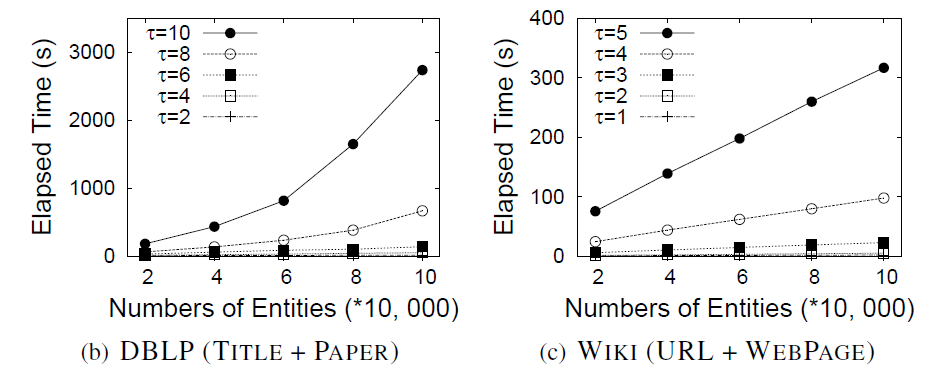 3000
2000
1000
0
Elapsed Time (s)
τ=10
τ=8
τ=6
τ=4
τ=2
2 4 6 8 10
Numbers of Entities (*10, 000)
(b) DBLP (TITLE + PAPER)
400
300
200
100
0
Elapsed Time (s)
τ=5
τ=4
τ=3
τ=2
τ=1
2 4 6 8 10
Numbers of Entities (*10, 000)
(c) WIKI (URL + WEBPAGE)